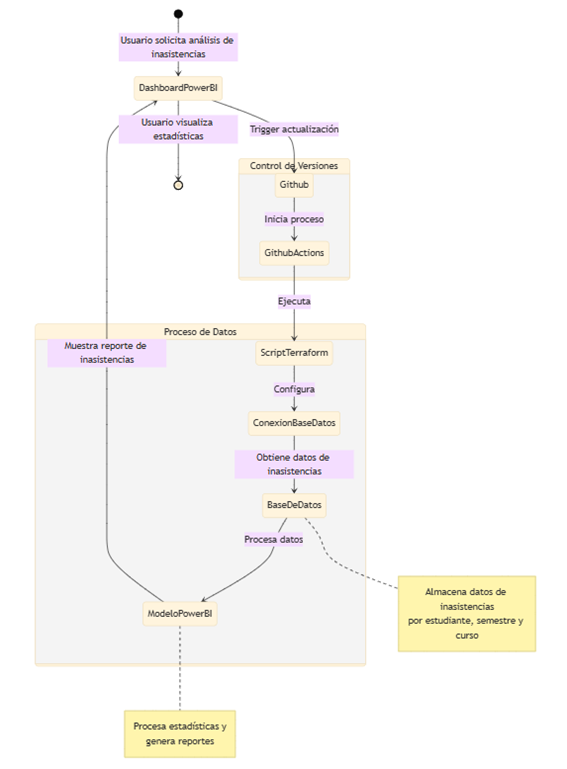 Usuario solicita análisis de
inasistencias
DashboardPowerBI
Usuario visualiza
estadísticas
Trigger actualización
Control de Versiones
Github
Inicia proceso
GithubActions
Ejecuta
Proceso de Datos
Muestra reporte de
inasistencias
ScriptTerraform
Configura
ConexionBaseDatos
Obtiene datos de
inasistencias
BaseDeDatos
Procesa datos
Almacena datos de
inasistencias
por estudiante, semestre y
curso
ModeloPowerBI
Procesa estadísticas y
genera reportes